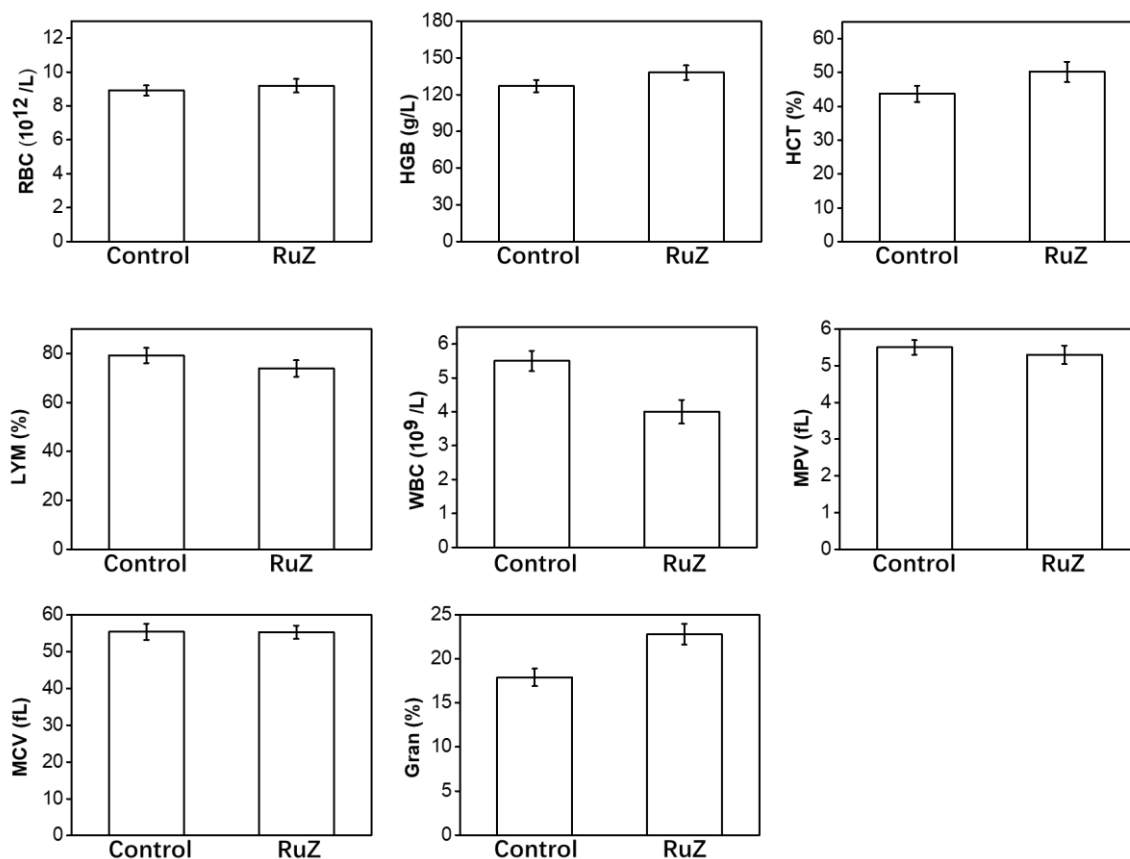 RBC (10^12 /L)
12
10
8
6
4
2
0
Control
RuZ
HGB (g/L)
180
150
120
90
60
30
0
Control
RuZ
HCT (%)
60
50
40
30
20
10
0
Control
RuZ
LYM (%)
80
60
40
20
0
Control
RuZ
WBC (10^9 /L)
6
5
4
3
2
1
0
Control
RuZ
MPV (fL)
6
5
4
2
1
0
Control
RuZ
MCV (fL)
60
50
40
30
20
10
0
Control
RuZ
Gran (%)
25
20
15
10
5
0
Control
RuZ